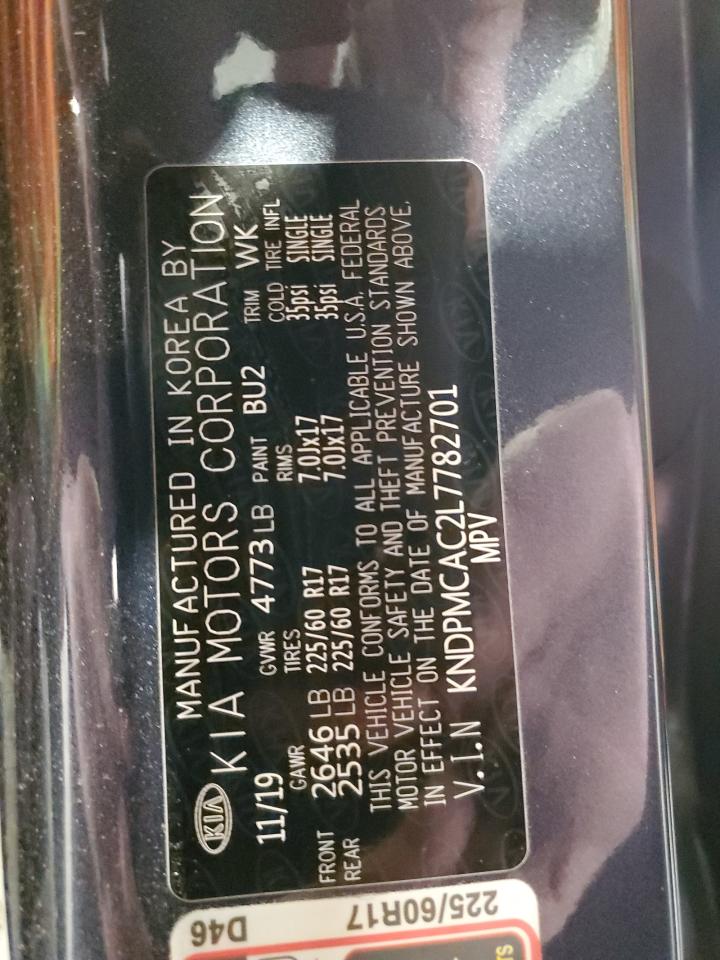 KIA
MANUFACTURED IN KOREA BY
KIA MOTORS CORPORATION
11/19 GVWR 4773 LB PAINT BU2 TRIM WK
GAWR TIRES RIMS COLD TIRE INFL
FRONT 2646 LB 225/60 R17 7.0Jx17 35psi SINGLE
REAR 2535 LB 225/60 R17 7.0Jx17 35psi SINGLE
THIS VEHICLE CONFORMS TO ALL APPLICABLE U.S.A. FEDERAL
MOTOR VEHICLE SAFETY AND THEFT PREVENTION STANDARDS
IN EFFECT ON THE DATE OF MANUFACTURE SHOWN ABOVE.
V.I.N KNDPMCAC2L7782701
MPV
225/60R17
D46